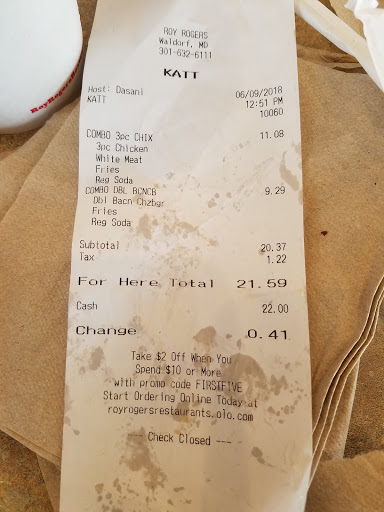 RoyRogers
ROY ROGERS
Waldorf, MD
301-632-6111
KATT
Host: Dasani 06/09/2018
KATT 12:51 PM
10060
COMBO 3pc CHIX 11.08
3pc Chicken
White Meat
Fries
Reg Soda
COMBO DBL BCNCB 9.29
Dbl Bacn Chzbgr
Fries
Reg Soda
Subtotal 20.37
Tax 1.22
For Here Total 21.59
Cash 22.00
Change 0.41
Take $2 Off When You
Spend $10 or More
with promo code FIRSTFIVE
Start Ordering Online Today at
royrogersrestaurants.olo.com
--- Check Closed ---